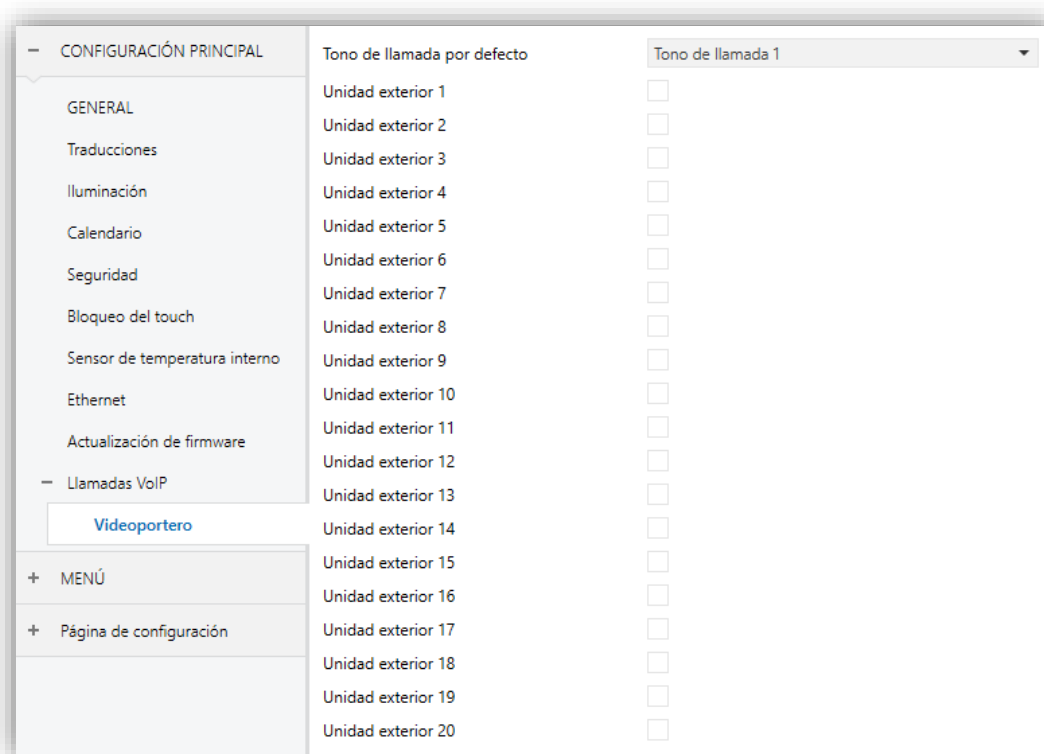 CONFIGURACIÓN PRINCIPAL
GENERAL
Traducciones
Iluminación
Calendario
Seguridad
Bloqueo del touch
Sensor de temperatura interno
Ethernet
Actualización de firmware
Llamadas VoIP
Videoportero
MENÚ
Página de configuración
Tono de llamada por defecto Tono de llamada 1
Unidad exterior 1
Unidad exterior 2
Unidad exterior 3
Unidad exterior 4
Unidad exterior 5
Unidad exterior 6
Unidad exterior 7
Unidad exterior 8
Unidad exterior 9
Unidad exterior 10
Unidad exterior 11
Unidad exterior 12
Unidad exterior 13
Unidad exterior 14
Unidad exterior 15
Unidad exterior 16
Unidad exterior 17
Unidad exterior 18
Unidad exterior 19
Unidad exterior 20